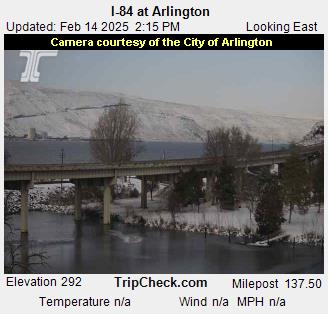 I-84 at Arlington
Updated: Feb 14 2025 2:15 PM Looking East
Camera courtesy of the City of Arlington
Elevation 292 TripCheck.com Milepost 137.50
Temperature n/a Wind n/a MPH n/a